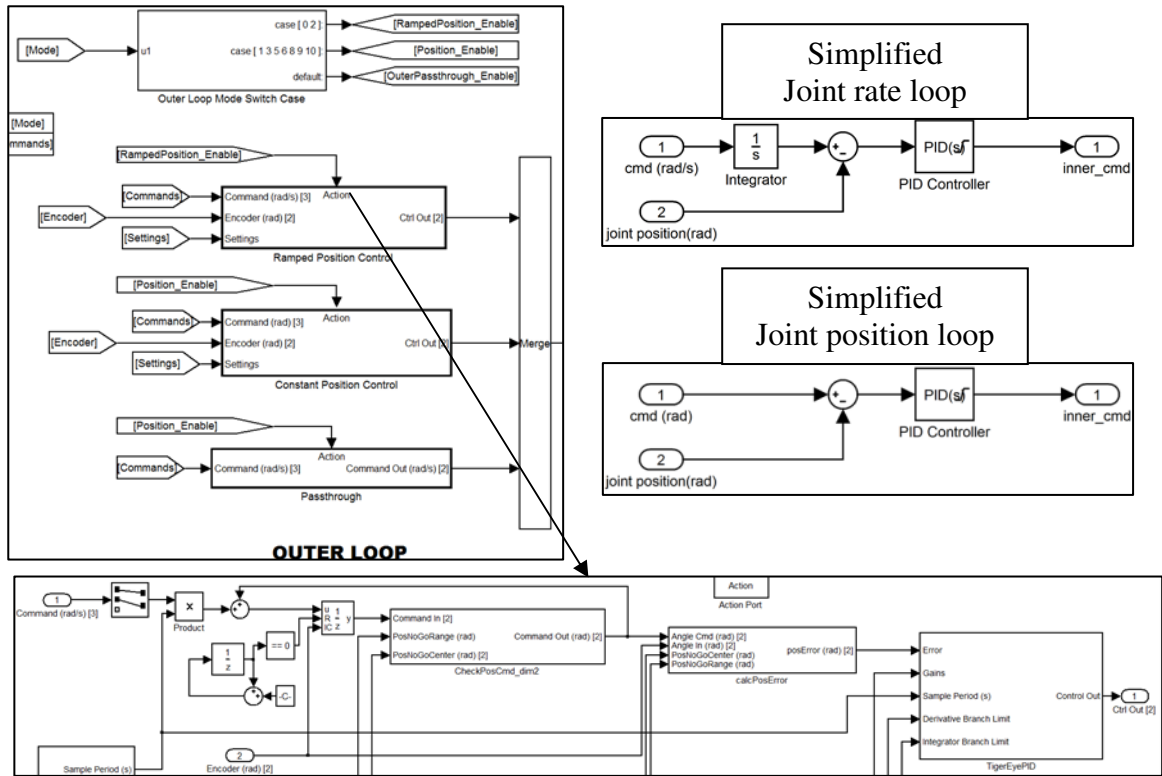 case [ 0 2 ]:
[RampedPosition_Enable]
[Mode]
u1
case [ 1 3 5 6 8 9 10 ]:
[Position_Enable]
default:
[OuterPassthrough_Enable]
Outer Loop Mode Switch Case
[Mode]
mmands]
[RampedPosition_Enable]
Action
[Commands]
Command (rad/s) [3]
[Encoder]
Encoder (rad) [2]
Ctrl Out [2]
[Settings]
Settings
Ramped Position Control
[Position_Enable]
Action
[Commands]
Command (rad) [3]
[Encoder]
Encoder (rad) [2]
Ctrl Out [2]
Merge
[Settings]
Settings
Constant Position Control
[Position_Enable]
Action
[Commands]
Command (rad/s) [3]
Command Out (rad/s) [2]
Passthrough
OUTER LOOP
Simplified
Joint rate loop
1
cmd (rad/s)
1
s
Integrator
+
−
PID(s)
PID Controller
1
inner_cmd
2
joint position(rad)
Simplified
Joint position loop
1
cmd (rad)
+
−
PID(s)
PID Controller
1
inner_cmd
2
joint position(rad)
1
Command (rad/s) [3]
x
Product
+
+
u
R
IC
1
z
y
1
z
== 0
+
+
-C-
Command In [2]
PosNoGoRange (rad)
PosNoGoCenter (rad)
Command Out (rad) [2]
CheckPosCmd_dim2
Action
Action Port
Angle Cmd (rad) [2]
Angle In (rad) [2]
PosNoGoCenter (rad)
PosNoGoRange (rad)
posError (rad) [2]
calcPosError
Error
Gains
Sample Period (s)
Derivative Branch Limit
Integrator Branch Limit
Control Out
TigerEyePID
1
Ctrl Out [2]
2
Encoder (rad) [2]
Sample Period (s)